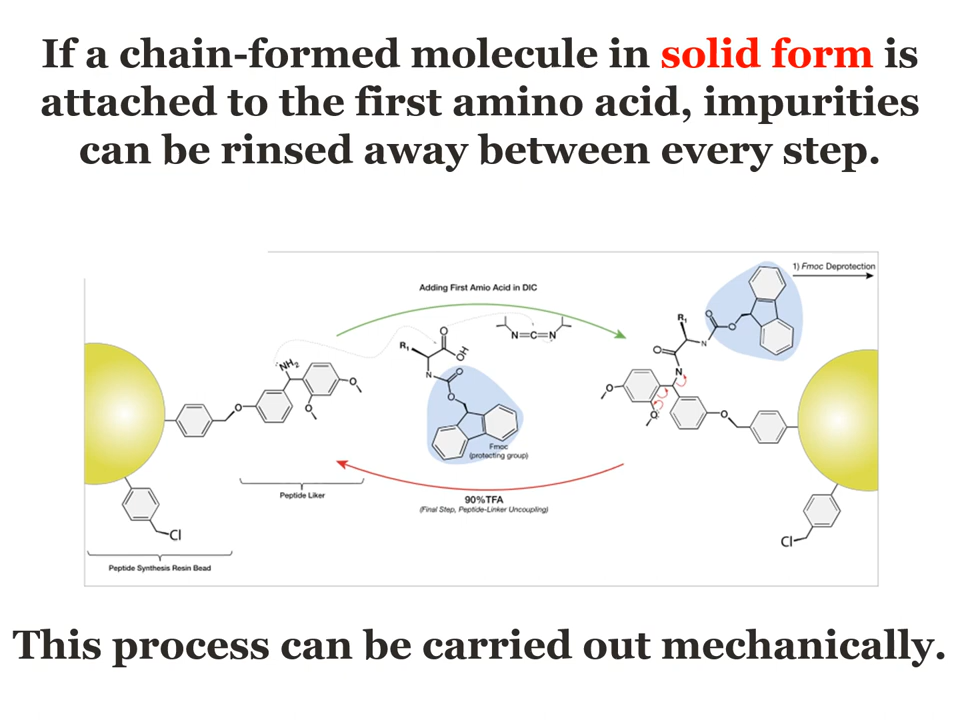 If a chain-formed molecule in solid form is
attached to the first amino acid, impurities
can be rinsed away between every step.
1) Fmoc Deprotection
Adding First Amio Acid in DIC
R₁
O
OH
N
O
O
N=C=N
NH₂
O
O
O
Fmoc
(protecting group)
R₁
O
O
N
O
N
O
O
O
Peptide Liker
90%TFA
(Final Step, Peptide-Linker Uncoupling)
Cl
Cl
Peptide Synthesis Resin Bead
This process can be carried out mechanically.